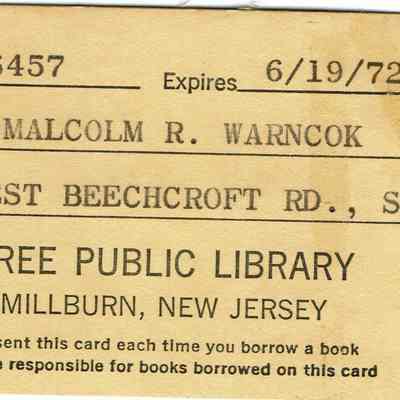 5457 Expires 6/19/72
MALCOLM R. WARNCOK
EST BEECHCROFT RD., S
REE PUBLIC LIBRARY
MILLBURN, NEW JERSEY
sent this card each time you borrow a book
e responsible for books borrowed on this card